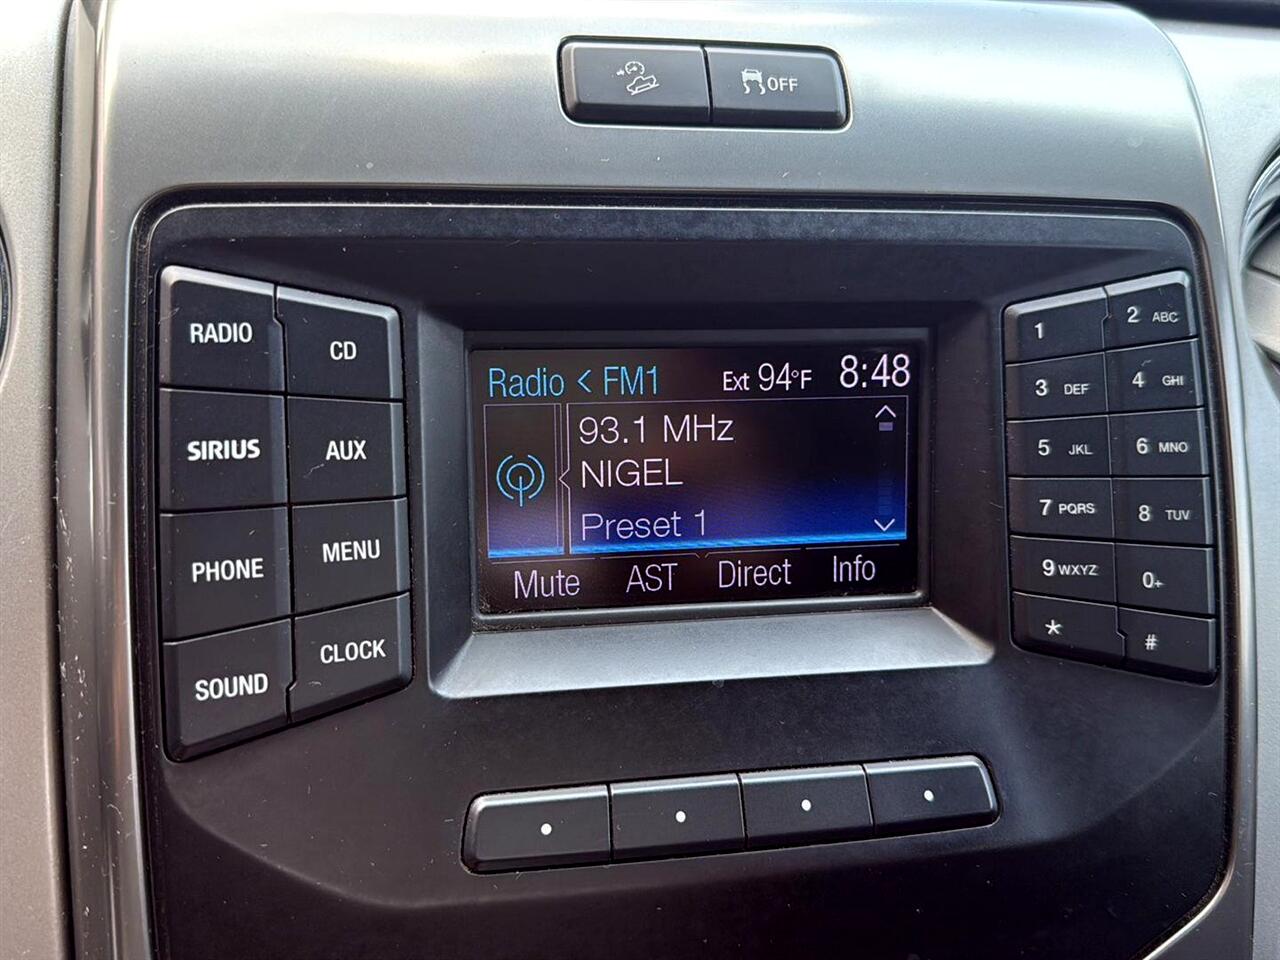 OFF
RADIO
CD
SIRIUS
AUX
PHONE
MENU
SOUND
CLOCK
Radio < FM1 Ext 94°F 8:48
93.1 MHz
NIGEL
Preset 1
Mute AST Direct Info
1 2 ABC
3 DEF 4 GHI
5 JKL 6 MNO
7 PQRS 8 TUV
9 WXYZ 0+
* #